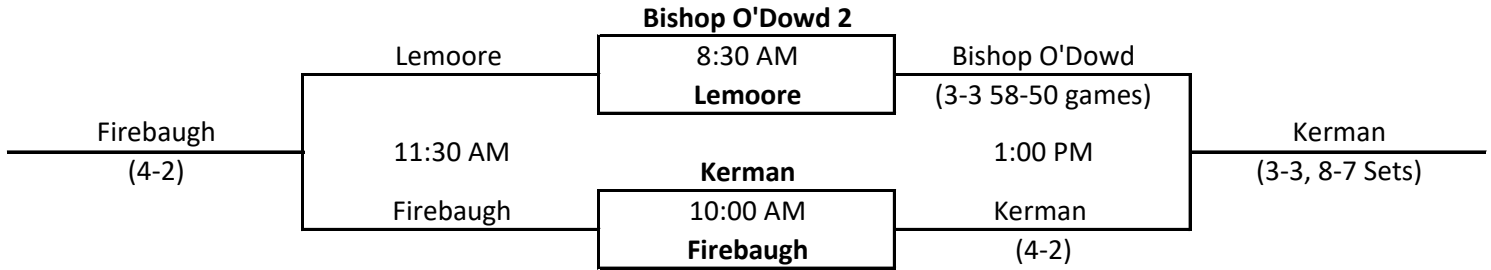 Bishop O'Dowd 2
Lemoore 8:30 AM Bishop O'Dowd
Lemoore (3-3 58-50 games)
Firebaugh Kerman
11:30 AM 1:00 PM
(4-2) Kerman (3-3, 8-7 Sets)
Firebaugh 10:00 AM Kerman
Firebaugh (4-2)